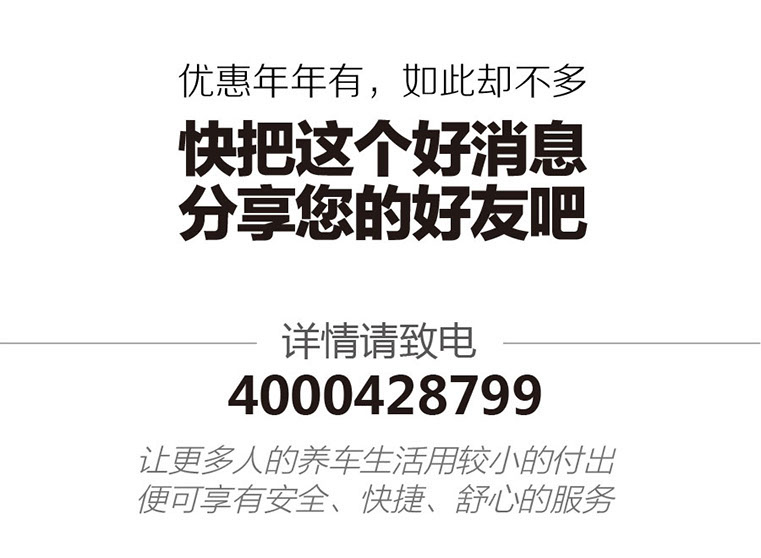 优惠年年有，如此却不多
快把这个好消息
分享您的好友吧
详情请致电
4000428799
让更多人的养车生活用较小的付出
便可享有安全、快捷、舒心的服务